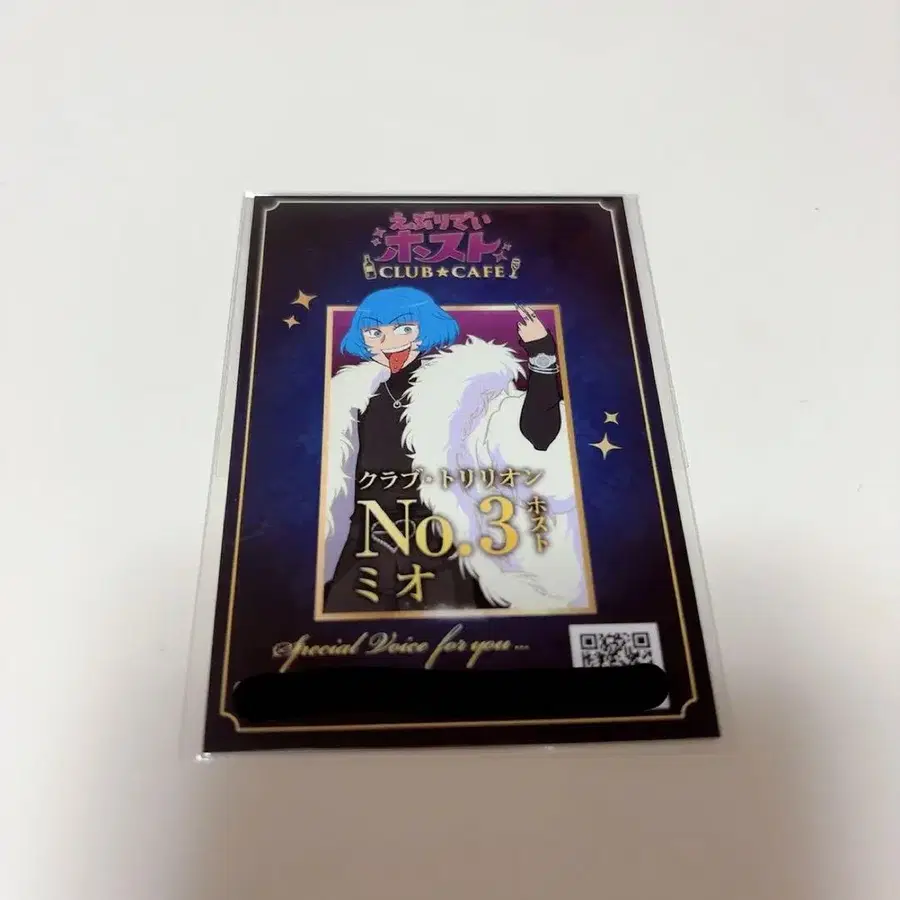 えぶりでい
ホスト
CLUB★CAFE
クラブ・トリリオン
No.3 ホスト
ミオ
Special Voice for you...